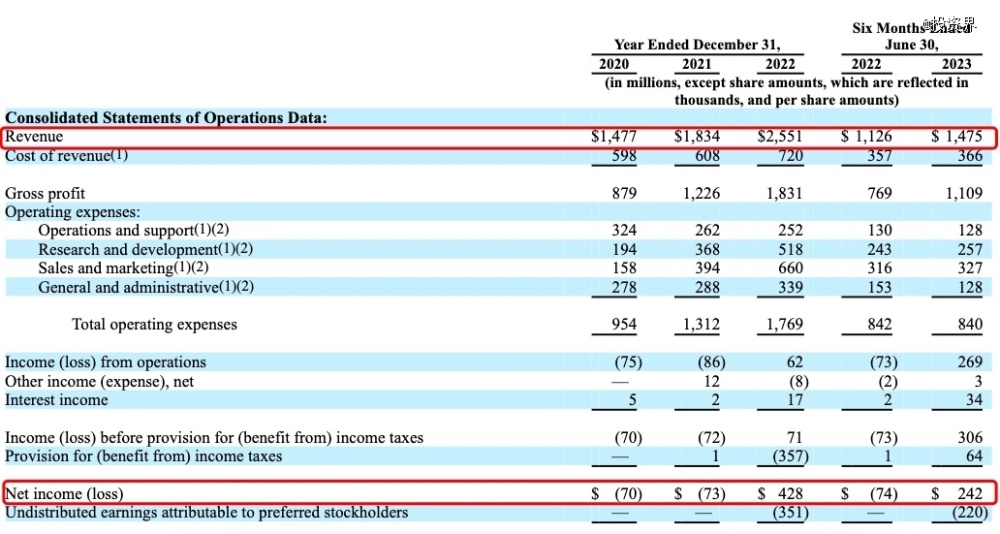 @投资界
Six Months Ended
Year Ended December 31, June 30,
2020 2021 2022 2022 2023
(in millions, except share amounts, which are reflected in
thousands, and per share amounts)
Consolidated Statements of Operations Data:
Revenue $1,477 $1,834 $2,551 $ 1,126 $ 1,475
Cost of revenue(1) 598 608 720 357 366
Gross profit 879 1,226 1,831 769 1,109
Operating expenses:
Operations and support(1)(2) 324 262 252 130 128
Research and development(1)(2) 194 368 518 243 257
Sales and marketing(1)(2) 158 394 660 316 327
General and administrative(1)(2) 278 288 339 153 128
Total operating expenses 954 1,312 1,769 842 840
Income (loss) from operations (75) (86) 62 (73) 269
Other income (expense), net — 12 (8) (2) 3
Interest income 5 2 17 2 34
Income (loss) before provision for (benefit from) income taxes (70) (72) 71 (73) 306
Provision for (benefit from) income taxes — 1 (357) 1 64
Net income (loss) $ (70) $ (73) $ 428 $ (74) $ 242
Undistributed earnings attributable to preferred stockholders — — (351) — (220)